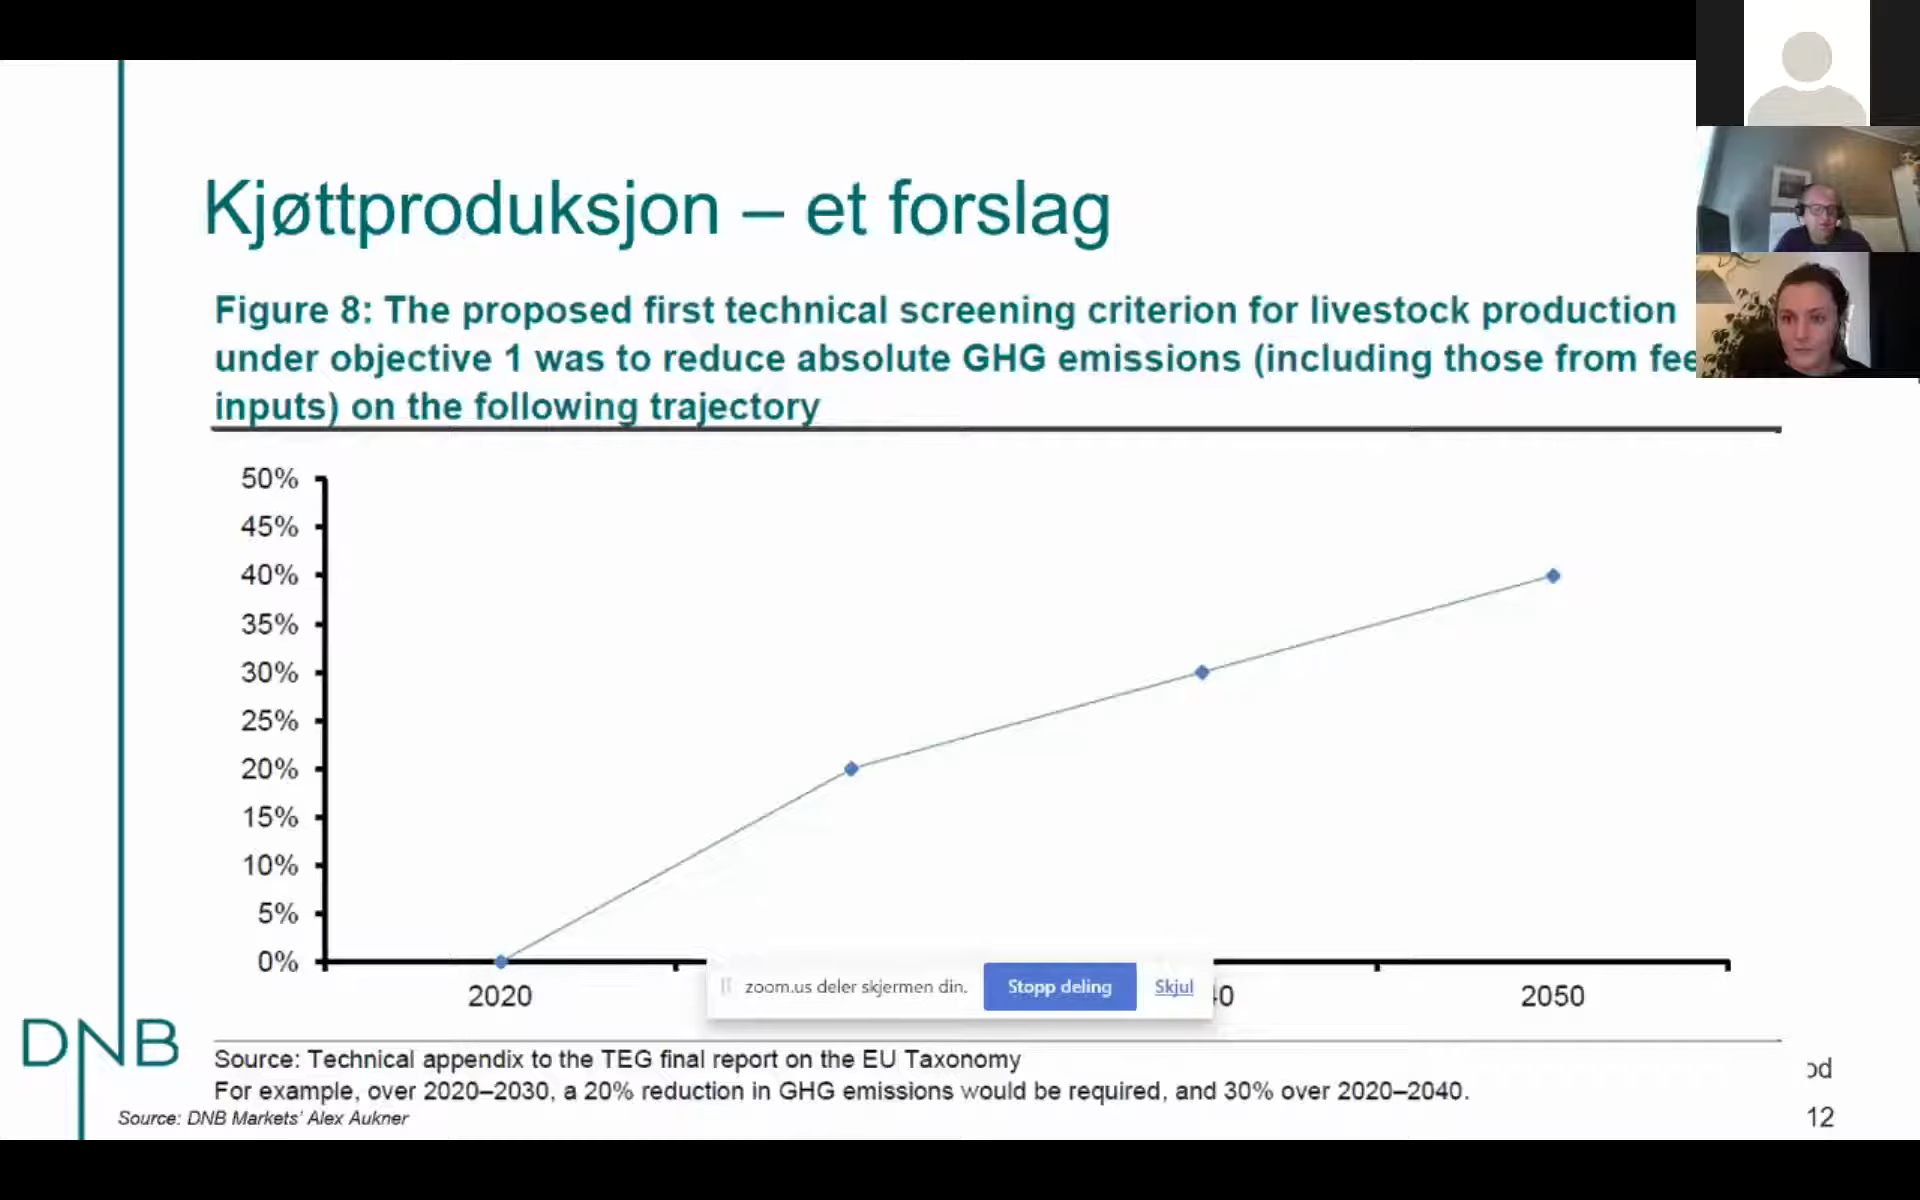 Kjøttproduksjon – et forslag
Figure 8: The proposed first technical screening criterion for livestock production
under objective 1 was to reduce absolute GHG emissions (including those from fee
inputs) on the following trajectory
50%
45%
40%
35%
30%
25%
20%
15%
10%
5%
0%
2020
zoom.us deler skjermen din.
Stopp deling
Skjul
40
2050
DNB
Source: Technical appendix to the TEG final report on the EU Taxonomy
For example, over 2020–2030, a 20% reduction in GHG emissions would be required, and 30% over 2020–2040.
Source: DNB Markets' Alex Aukner
od
12